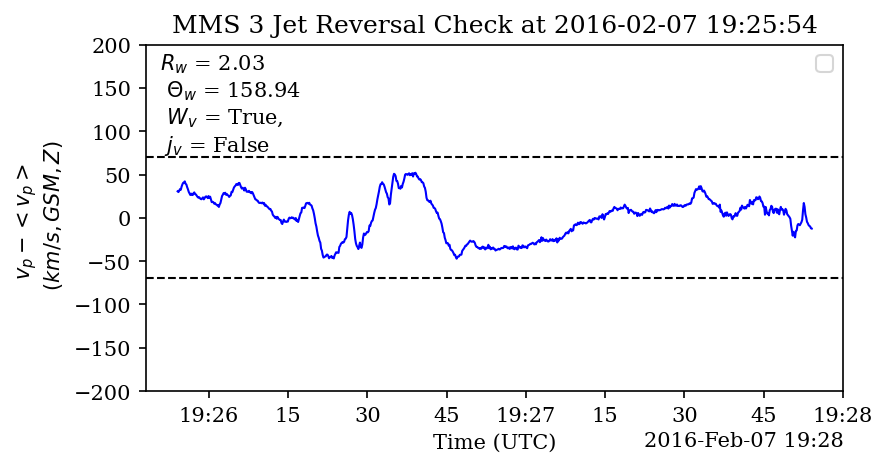 MMS 3 Jet Reversal Check at 2016-02-07 19:25:54
200
150
100
50
0
−50
−100
−150
−200
v_p − < v_p >
(km/s, GSM, Z)
R_w = 2.03
Θ_w = 158.94
W_v = True,
j_v = False
19:26 15 30 45 19:27 15 30 45 19:28
Time (UTC)
2016-Feb-07 19:28